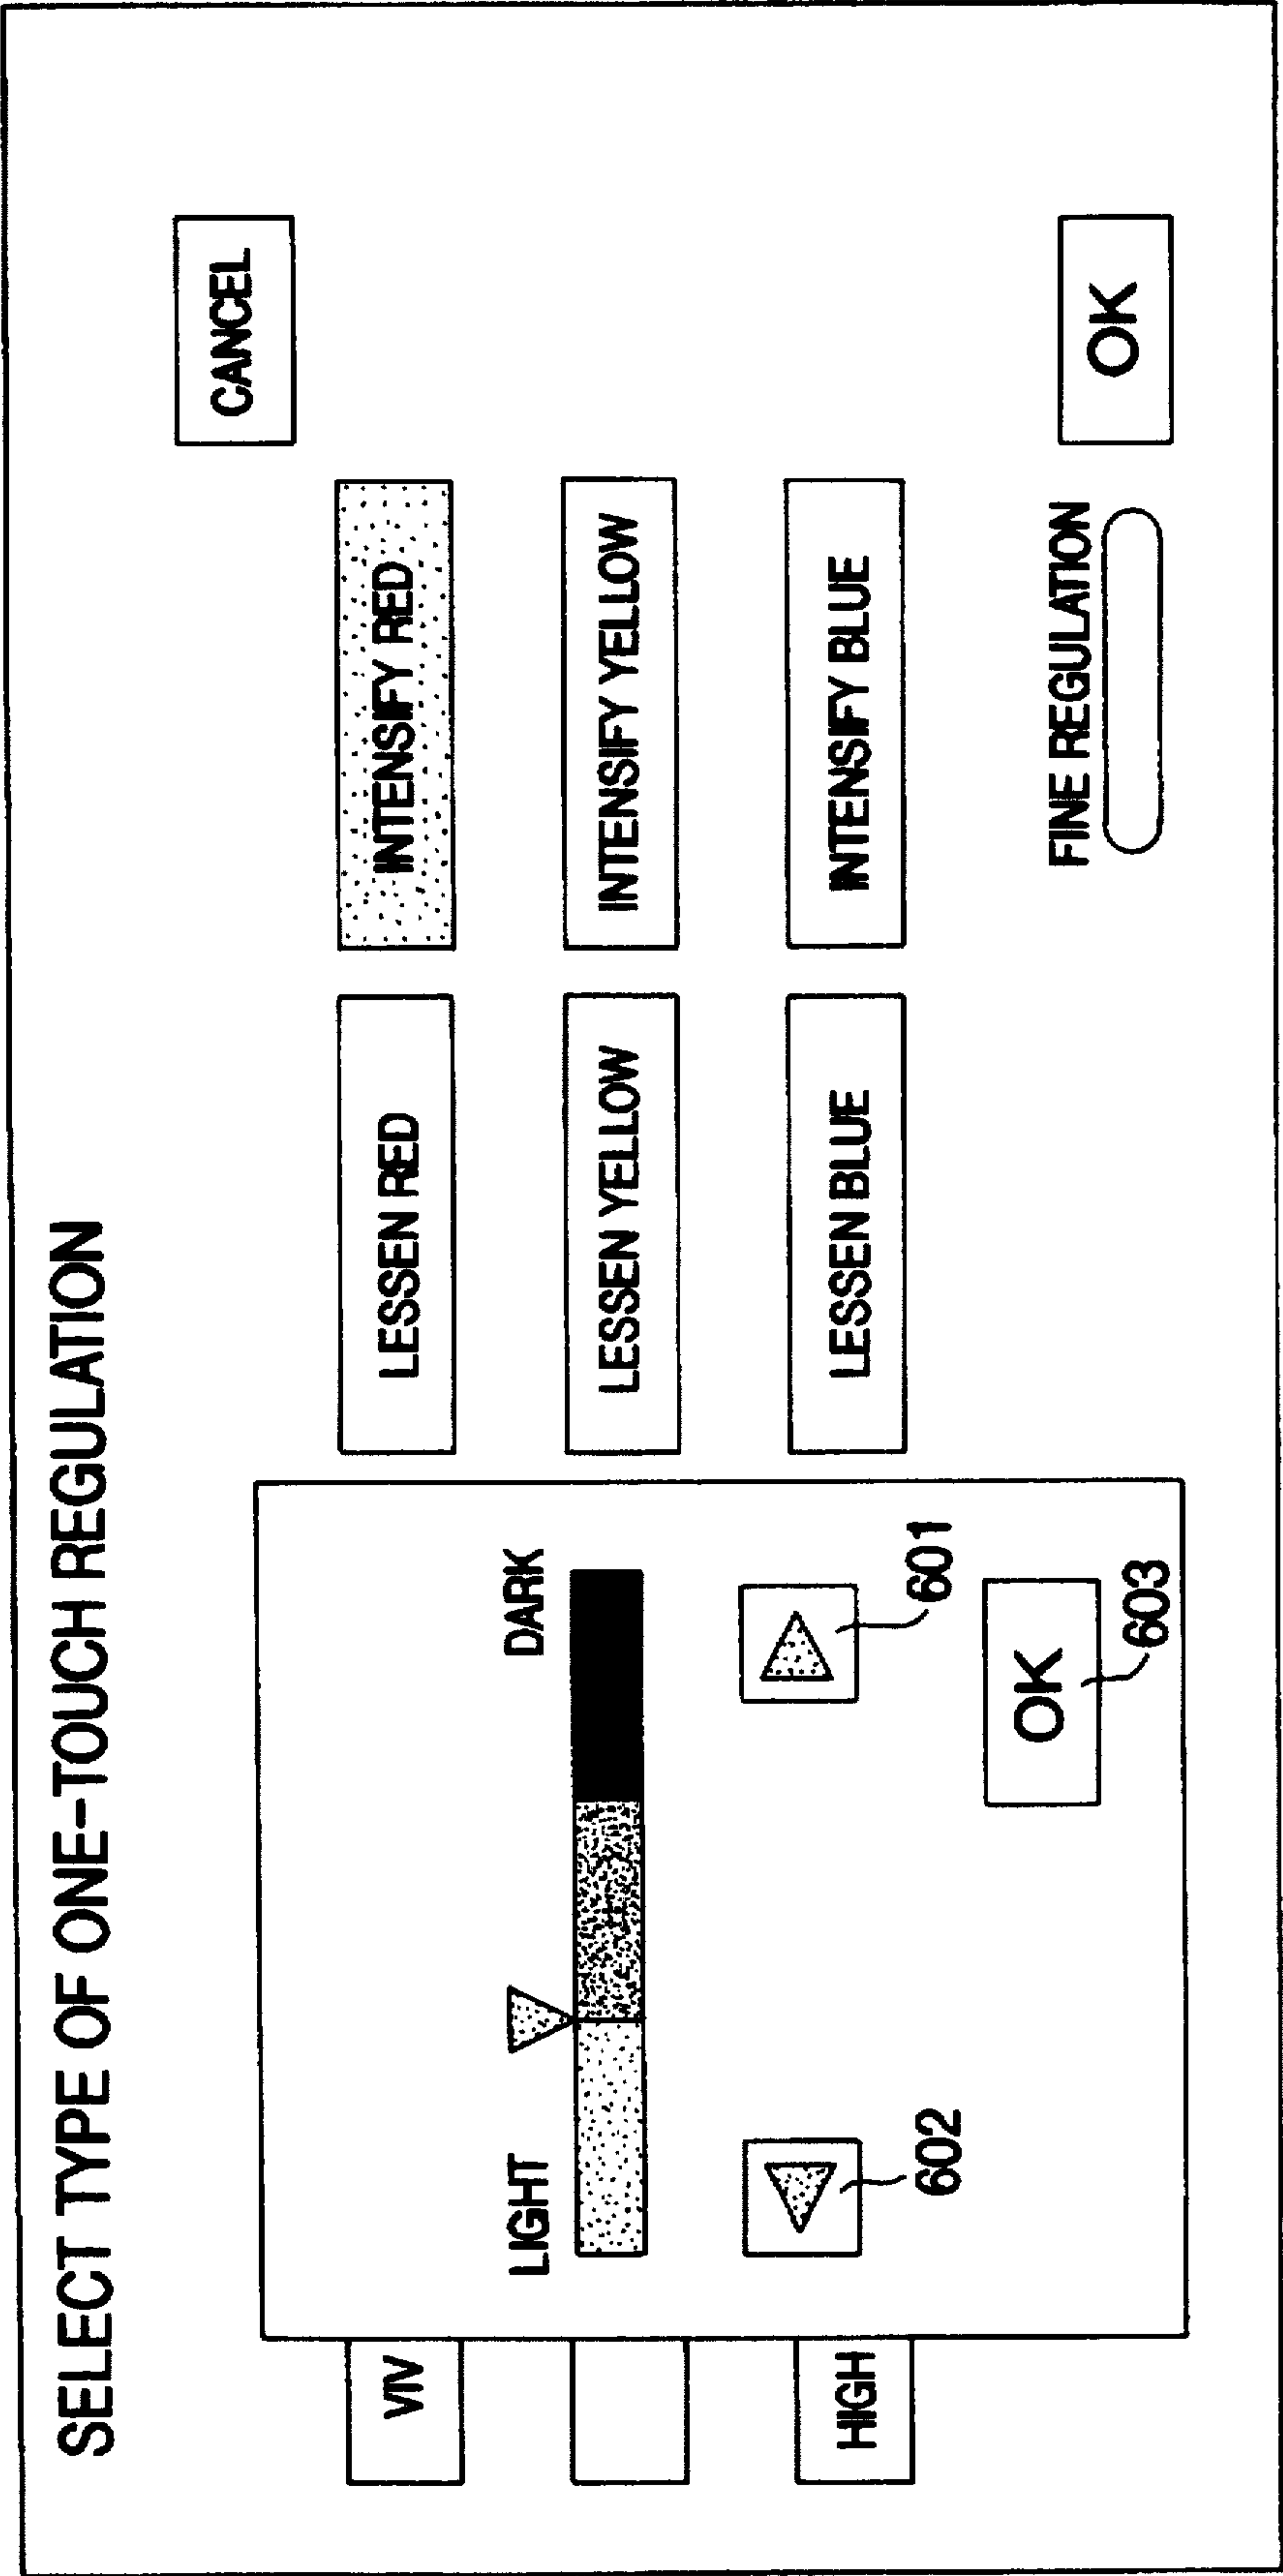 SELECT TYPE OF ONE-TOUCH REGULATION
CANCEL
VIV
LESSEN RED
INTENSIFY RED
LIGHT
DARK
LESSEN YELLOW
INTENSIFY YELLOW
HIGH
602
601
LESSEN BLUE
INTENSIFY BLUE
OK
603
FINE REGULATION
OK